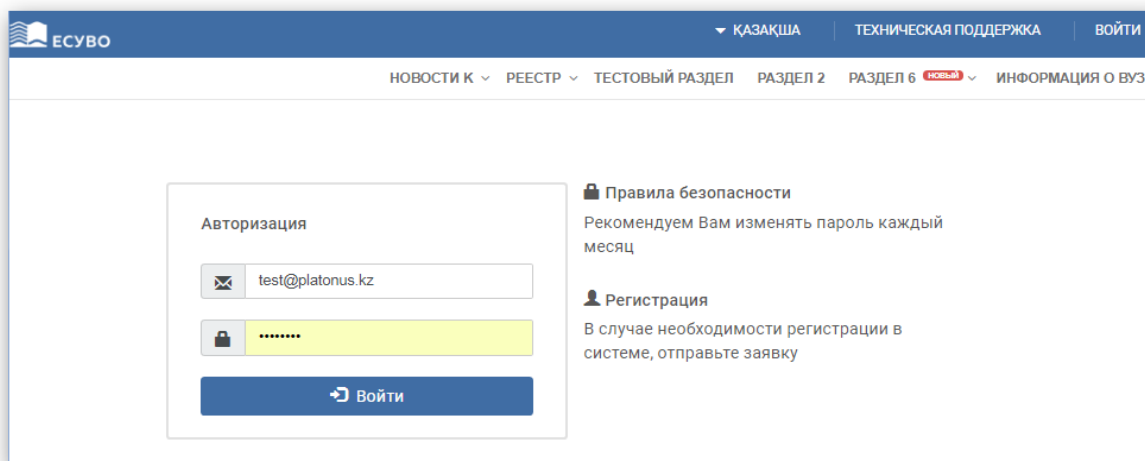 ЕСУВО
ҚАЗАҚША ТЕХНИЧЕСКАЯ ПОДДЕРЖКА ВОЙТИ
НОВОСТИ К РЕЕСТР ТЕСТОВЫЙ РАЗДЕЛ РАЗДЕЛ 2 РАЗДЕЛ 6 НОВЫЙ ИНФОРМАЦИЯ О ВУЗ
Авторизация
test@platonus.kz
••••••••
Войти
Правила безопасности
Рекомендуем Вам изменять пароль каждый
месяц
Регистрация
В случае необходимости регистрации в
системе, отправьте заявку